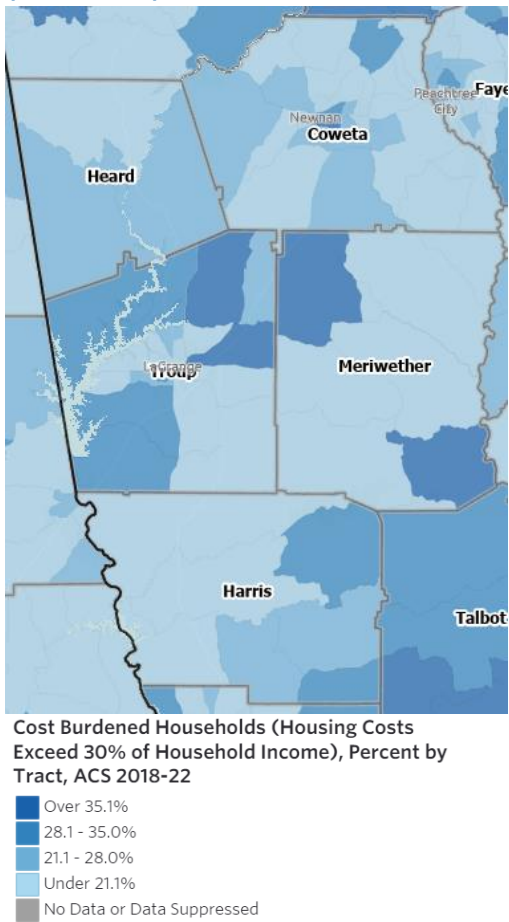 Peachtree
City
Faye
Newnan
Coweta
Heard
LaGrange
Troup
Meriwether
Harris
Talbot
Cost Burdened Households (Housing Costs
Exceed 30% of Household Income), Percent by
Tract, ACS 2018-22
Over 35.1%
28.1 - 35.0%
21.1 - 28.0%
Under 21.1%
No Data or Data Suppressed